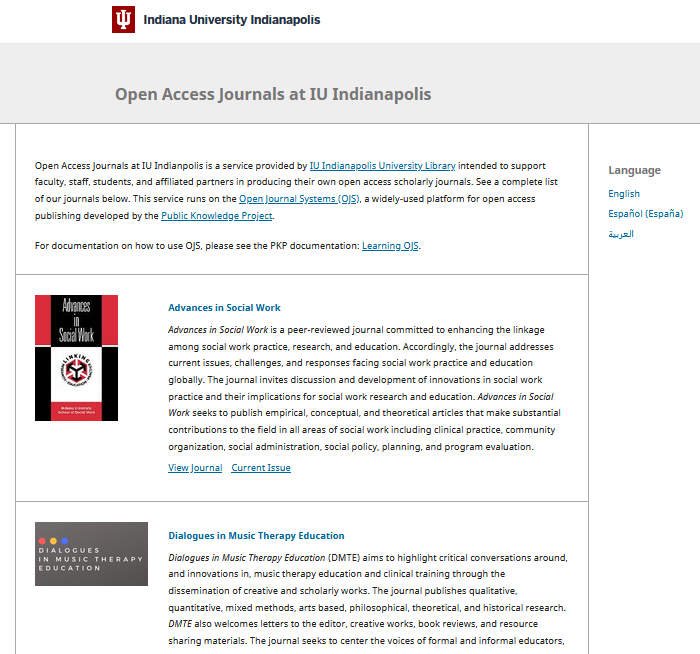 Indiana University Indianapolis
Open Access Journals at IU Indianapolis
Open Access Journals at IU Indianpolis is a service provided by IU Indianapolis University Library intended to support
faculty, staff, students, and affiliated partners in producing their own open access scholarly journals. See a complete list
of our journals below. This service runs on the Open Journal Systems (OJS), a widely-used platform for open access
publishing developed by the Public Knowledge Project.
For documentation on how to use OJS, please see the PKP documentation: Learning OJS.
Language
English
Español (España)
العربية
Advances
in
Social Work
LINKING
Indiana University
School of Social Work
Advances in Social Work
Advances in Social Work is a peer-reviewed journal committed to enhancing the linkage
among social work practice, research, and education. Accordingly, the journal addresses
current issues, challenges, and responses facing social work practice and education
globally. The journal invites discussion and development of innovations in social work
practice and their implications for social work research and education. Advances in Social
Work seeks to publish empirical, conceptual, and theoretical articles that make substantial
contributions to the field in all areas of social work including clinical practice, community
organization, social administration, social policy, planning, and program evaluation.
View Journal Current Issue
DIALOGUES
IN MUSIC THERAPY
EDUCATION
Dialogues in Music Therapy Education
Dialogues in Music Therapy Education (DMTE) aims to highlight critical conversations around,
and innovations in, music therapy education and clinical training through the
dissemination of creative and scholarly works. The journal publishes qualitative,
quantitative, mixed methods, arts based, philosophical, theoretical, and historical research.
DMTE also welcomes letters to the editor, creative works, book reviews, and resource
sharing materials. The journal seeks to center the voices of formal and informal educators,